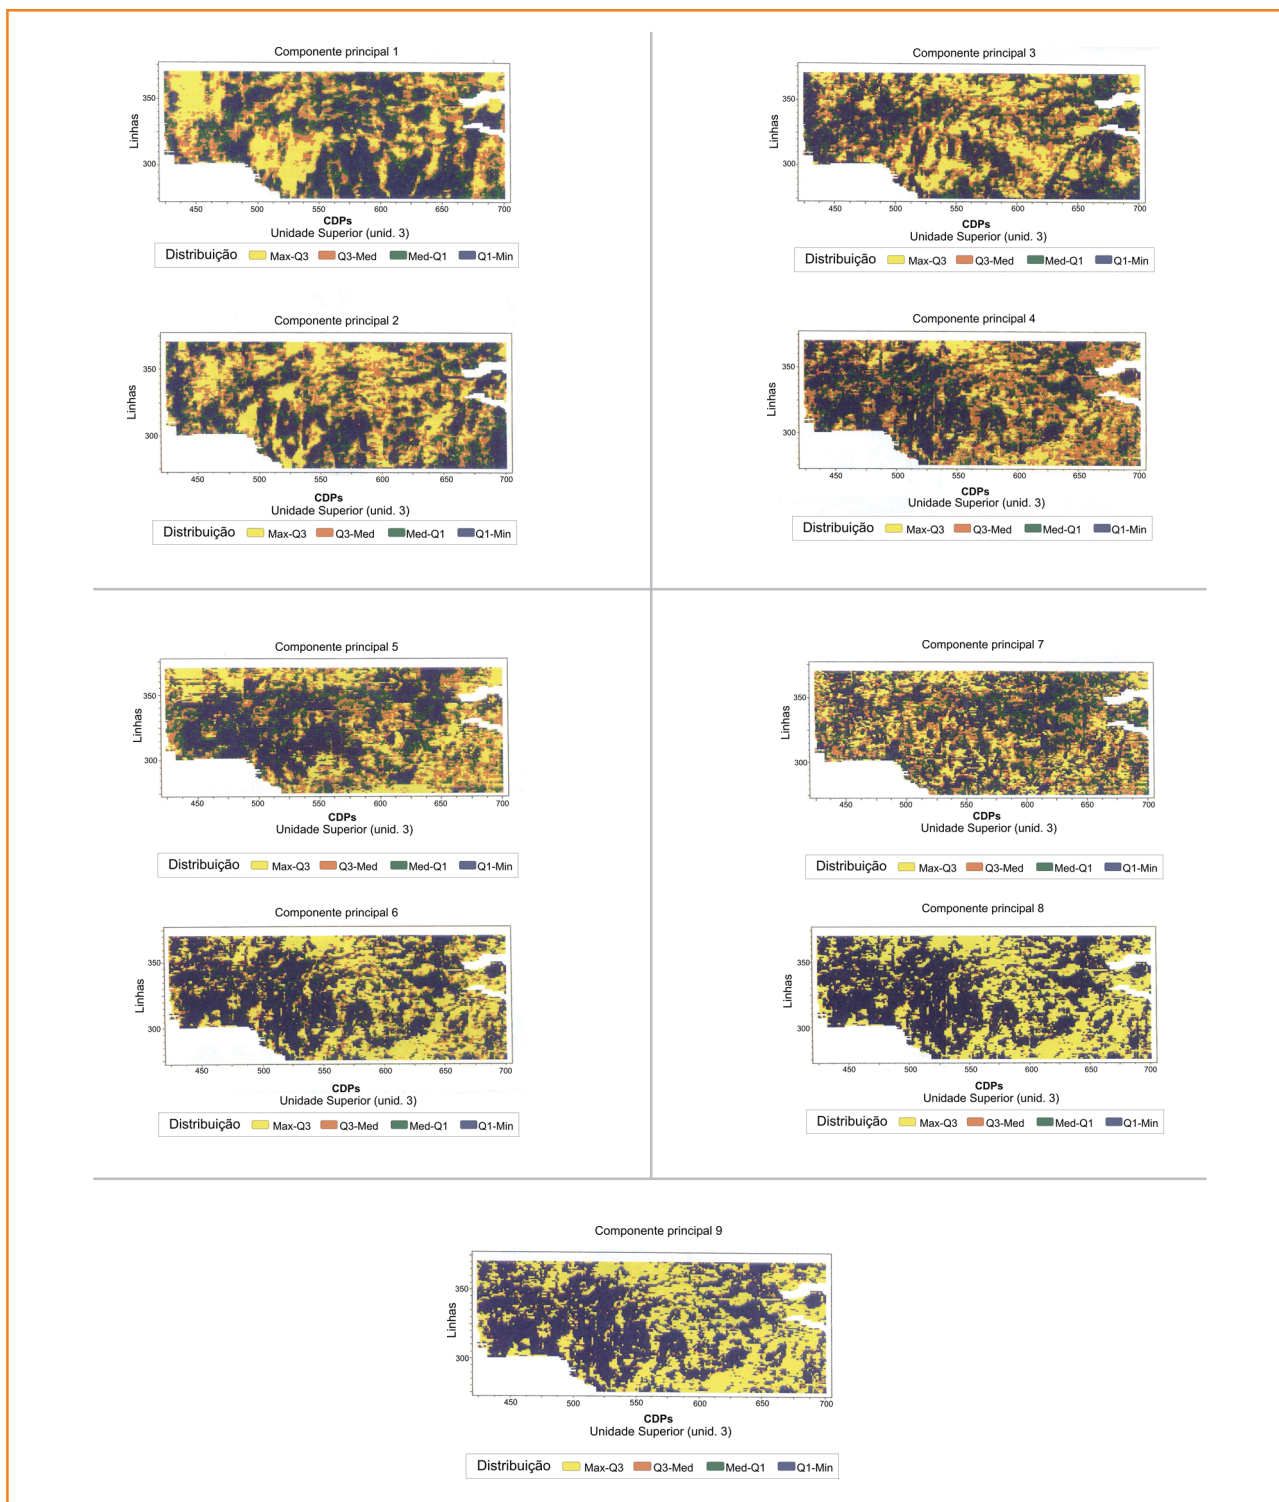 Componente principal 1
Linhas
350
300
450 500 550 600 650 700
CDPs
Unidade Superior (unid. 3)
Distribuição Max-Q3 Q3-Med Med-Q1 Q1-Min
Componente principal 2
Linhas
350
300
450 500 550 600 650 700
CDPs
Unidade Superior (unid. 3)
Distribuição Max-Q3 Q3-Med Med-Q1 Q1-Min
Componente principal 3
Linhas
350
300
450 500 550 600 650 700
CDPs
Unidade Superior (unid. 3)
Distribuição Max-Q3 Q3-Med Med-Q1 Q1-Min
Componente principal 4
Linhas
350
300
450 500 550 600 650 700
CDPs
Unidade Superior (unid. 3)
Distribuição Max-Q3 Q3-Med Med-Q1 Q1-Min
Componente principal 5
Linhas
350
300
450 500 550 600 650 700
CDPs
Unidade Superior (unid. 3)
Distribuição Max-Q3 Q3-Med Med-Q1 Q1-Min
Componente principal 6
Linhas
350
300
450 500 550 600 650 700
CDPs
Unidade Superior (unid. 3)
Distribuição Max-Q3 Q3-Med Med-Q1 Q1-Min
Componente principal 7
Linhas
350
300
450 500 550 600 650 700
CDPs
Unidade Superior (unid. 3)
Distribuição Max-Q3 Q3-Med Med-Q1 Q1-Min
Componente principal 8
Linhas
350
300
450 500 550 600 650 700
CDPs
Unidade Superior (unid. 3)
Distribuição Max-Q3 Q3-Med Med-Q1 Q1-Min
Componente principal 9
Linhas
350
300
450 500 550 600 650 700
CDPs
Unidade Superior (unid. 3)
Distribuição Max-Q3 Q3-Med Med-Q1 Q1-Min